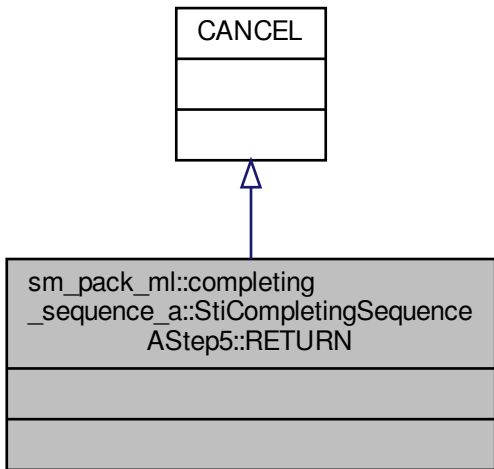 CANCEL
sm_pack_ml::completing
_sequence_a::StiCompletingSequence
AStep5::RETURN